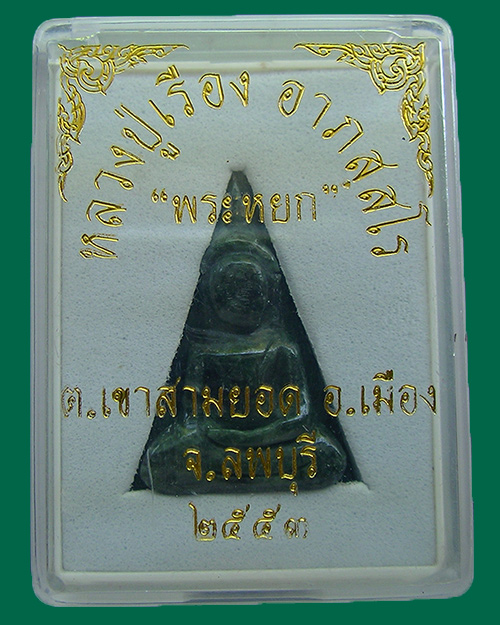 หลวงปู่เรือง อาภสฺสโร
“พระหยก”
ต.เขาสามยอด อ.เมือง
จ.ลพบุรี
๒๕๕๓